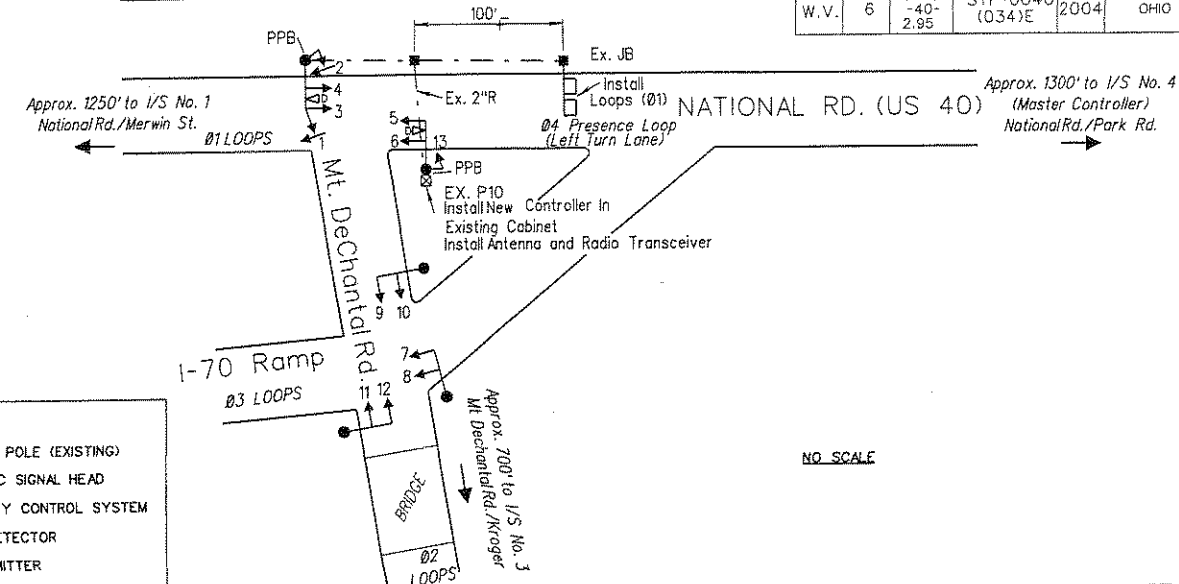 W.V.
6
-40-
2.95
(034)E
2004
OHIO
100'
PPB
Ex. JB
2
4
3
1
Ex. 2"R
Install
Loops (Ø1)
NATIONAL RD. (US 40)
Approx. 1250' to I/S No. 1
National Rd./Merwin St.
Ø1 LOOPS
Approx. 1300' to I/S No. 4
(Master Controller)
National Rd./Park Rd.
5
6
13
Ø4 Presence Loop
(Left Turn Lane)
PPB
EX. P10
Install New Controller In
Existing Cabinet
Install Antenna and Radio Transceiver
Mt. DeChantal Rd.
9
10
I-70 Ramp
Ø3 LOOPS
7
8
11
12
Approx. 700' to I/S No. 3
Mt Dechantal Rd./Kroger
BRIDGE
Ø2
LOOPS
NO SCALE
POLE (EXISTING)
C SIGNAL HEAD
Y CONTROL SYSTEM
ETECTOR
MITTER